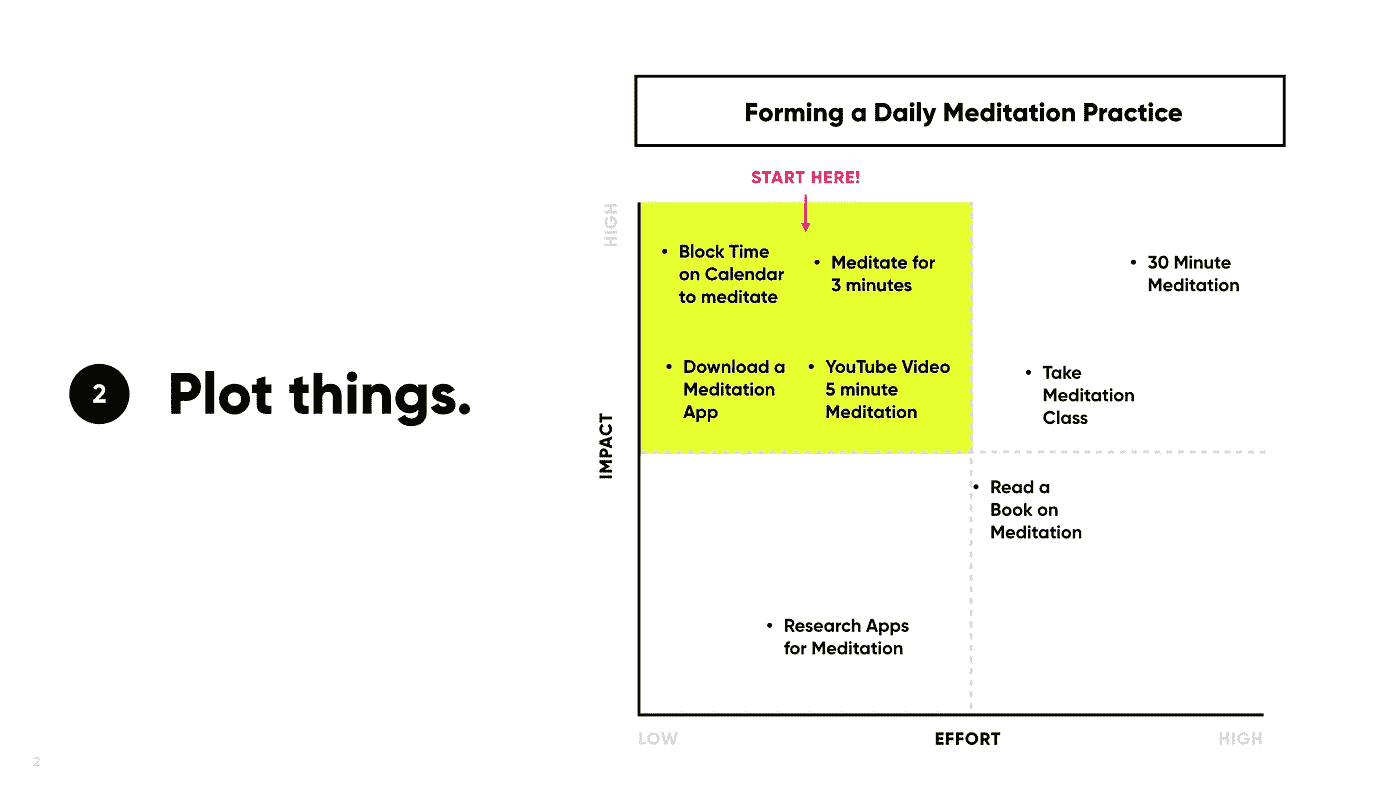 Forming a Daily Meditation Practice
START HERE!
HIGH
• Block Time
on Calendar
to meditate
• Meditate for
3 minutes
• 30 Minute
Meditation
• Download a
Meditation
App
• YouTube Video
5 minute
Meditation
• Take
Meditation
Class
2 Plot things.
IMPACT
• Read a
Book on
Meditation
• Research Apps
for Meditation
LOW
EFFORT
HIGH
2